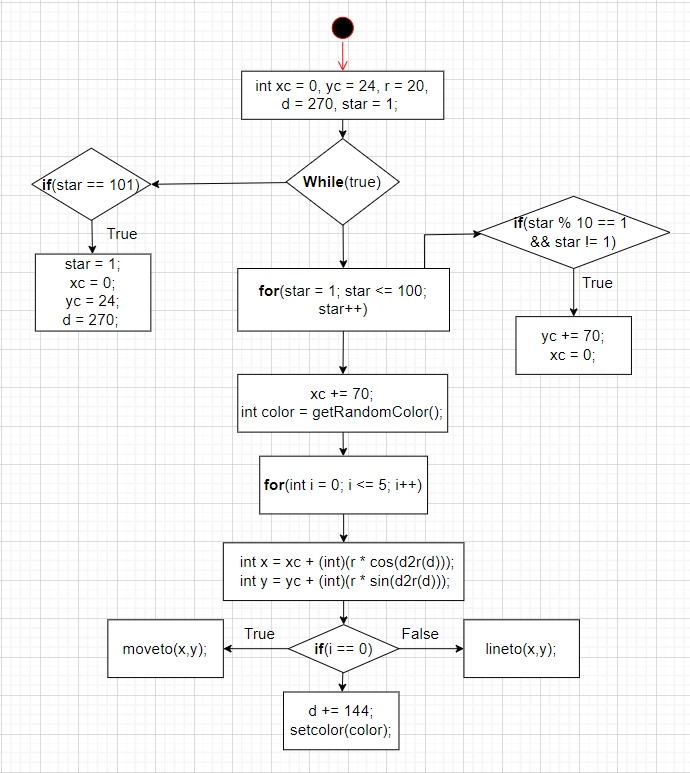 int xc = 0, yc = 24, r = 20,
d = 270, star = 1;
While(true)
if(star == 101)
True
star = 1;
xc = 0;
yc = 24;
d = 270;
for(star = 1; star <= 100;
star++)
if(star % 10 == 1
&& star != 1)
True
yc += 70;
xc = 0;
xc += 70;
int color = getRandomColor();
for(int i = 0; i <= 5; i++)
int x = xc + (int)(r * cos(d2r(d)));
int y = yc + (int)(r * sin(d2r(d)));
if(i == 0)
True
moveto(x,y);
False
lineto(x,y);
d += 144;
setcolor(color);